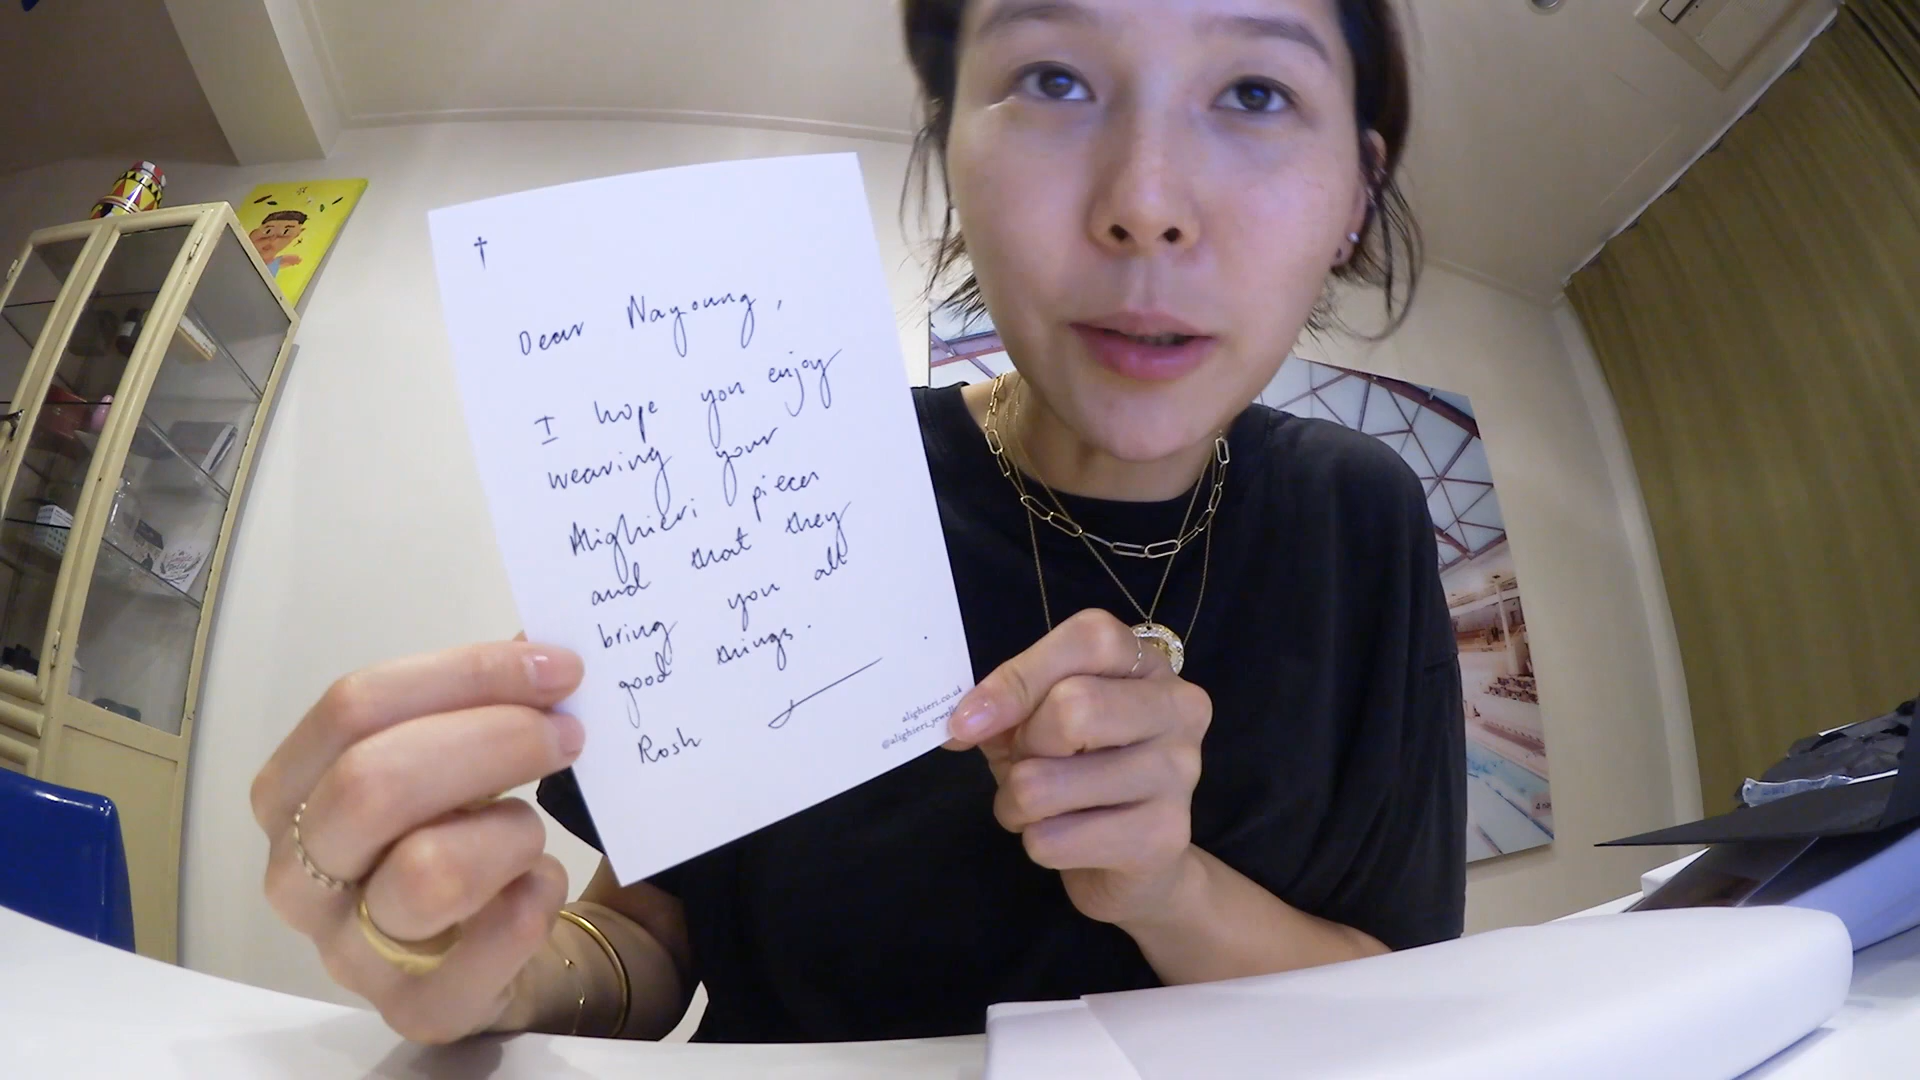 Dear Nayoung,
I hope you enjoy
wearing your
Alighieri pieces
and that they
bring you all
good things.
Rosh
alighieri.co.uk
@alighieri_jewelle